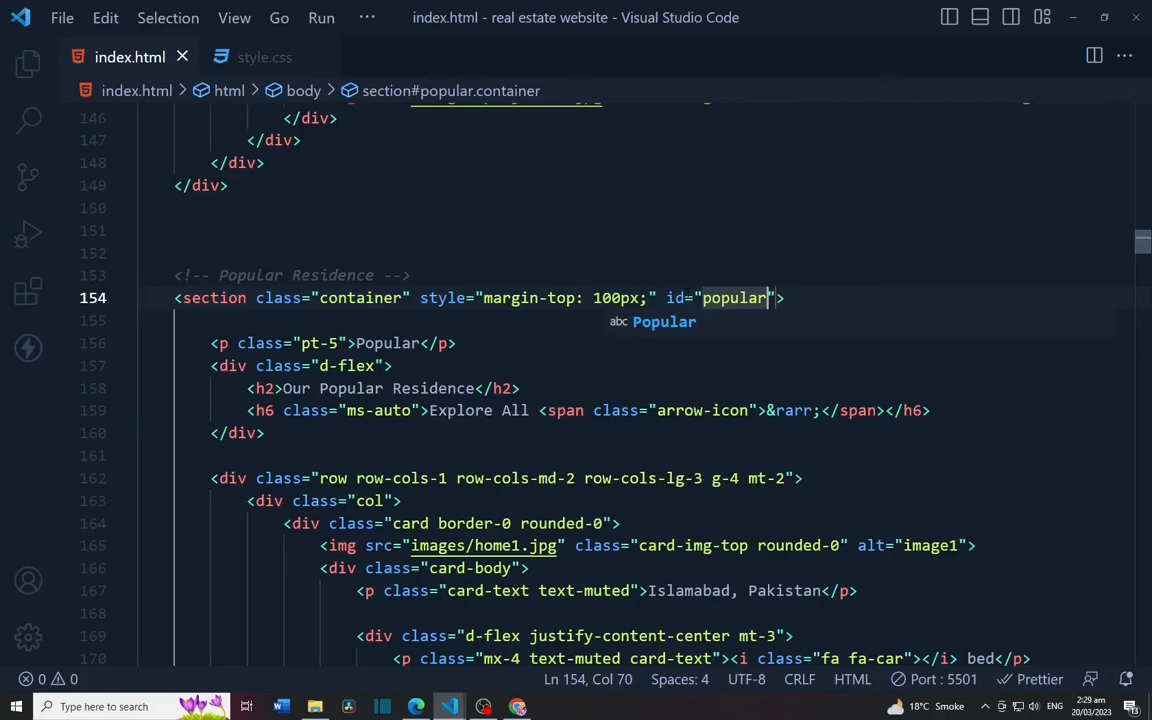 File Edit Selection View Go Run ··· index.html - real estate website - Visual Studio Code
index.html style.css
index.html > html > body > section#popular.container
146 </div>
147 </div>
148 </div>
149 </div>
150
151
152
153 <!-- Popular Residence -->
154 <section class="container" style="margin-top: 100px;" id="popular">
abc Popular
155
156 <p class="pt-5">Popular</p>
157 <div class="d-flex">
158 <h2>Our Popular Residence</h2>
159 <h6 class="ms-auto">Explore All <span class="arrow-icon">&rarr;</span></h6>
160 </div>
161
162 <div class="row row-cols-1 row-cols-md-2 row-cols-lg-3 g-4 mt-2">
163 <div class="col">
164 <div class="card border-0 rounded-0">
165 <img src="images/home1.jpg" class="card-img-top rounded-0" alt="image1">
166 <div class="card-body">
167 <p class="card-text text-muted">Islamabad, Pakistan</p>
168
169 <div class="d-flex justify-content-center mt-3">
170 <p class="mx-4 text-muted card-text"><i class="fa fa-car"></i> bed</p>
0 0 Ln 154, Col 70 Spaces: 4 UTF-8 CRLF HTML Port : 5501 Prettier
Type here to search 18°C Smoke 2:29 am
20/03/2023